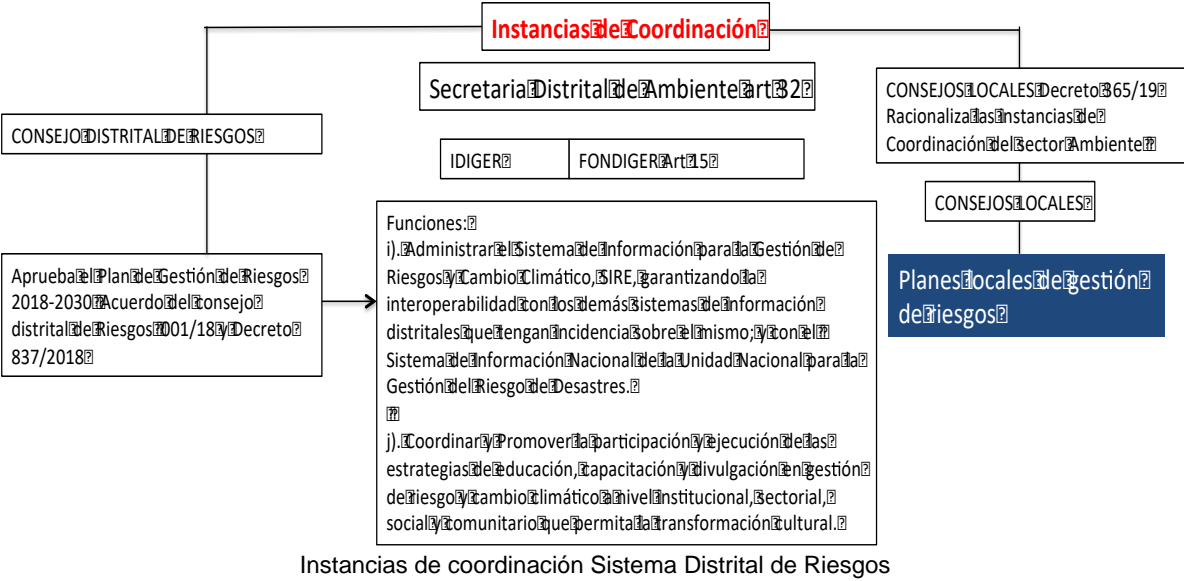 Instancias de Coordinación
Secretaria Distrital de Ambiente art 32
CONSEJOS LOCALES Decreto 365/19
Racionaliza las Instancias de
Coordinación del Sector Ambiente
CONSEJO DISTRITAL DE RIESGOS
IDIGER
FONDIGER Art 15
CONSEJOS LOCALES
Funciones:
i). Administrar el Sistema de Información para la Gestión de
Riesgos y Cambio Climático, SIRE, garantizando la
interoperabilidad con los demás sistemas de información
distritales que tengan incidencia sobre el mismo; y con el
Sistema de Información Nacional de la Unidad Nacional para la
Gestión del Riesgo de Desastres.
j). Coordinar y Promover la participación y ejecución de las
estrategias de educación, capacitación y divulgación en gestión
de riesgo y cambio climático a nivel institucional, sectorial,
social y comunitario que permita la transformación cultural.
Aprueba el Plan de Gestión de Riesgos
2018-2030 Acuerdo del consejo
distrital de Riesgos 001/18 y Decreto
837/2018
Planes locales de gestión
de riesgos
Instancias de coordinación Sistema Distrital de Riesgos